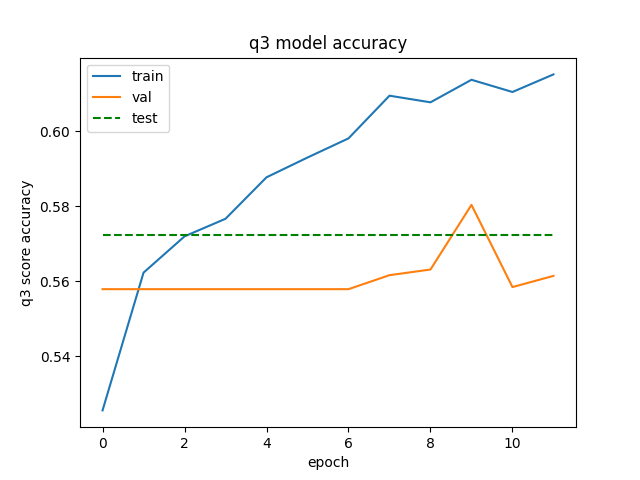 q3 model accuracy
train
val
test
q3 score accuracy
0.60
0.58
0.56
0.54
0 2 4 6 8 10
epoch